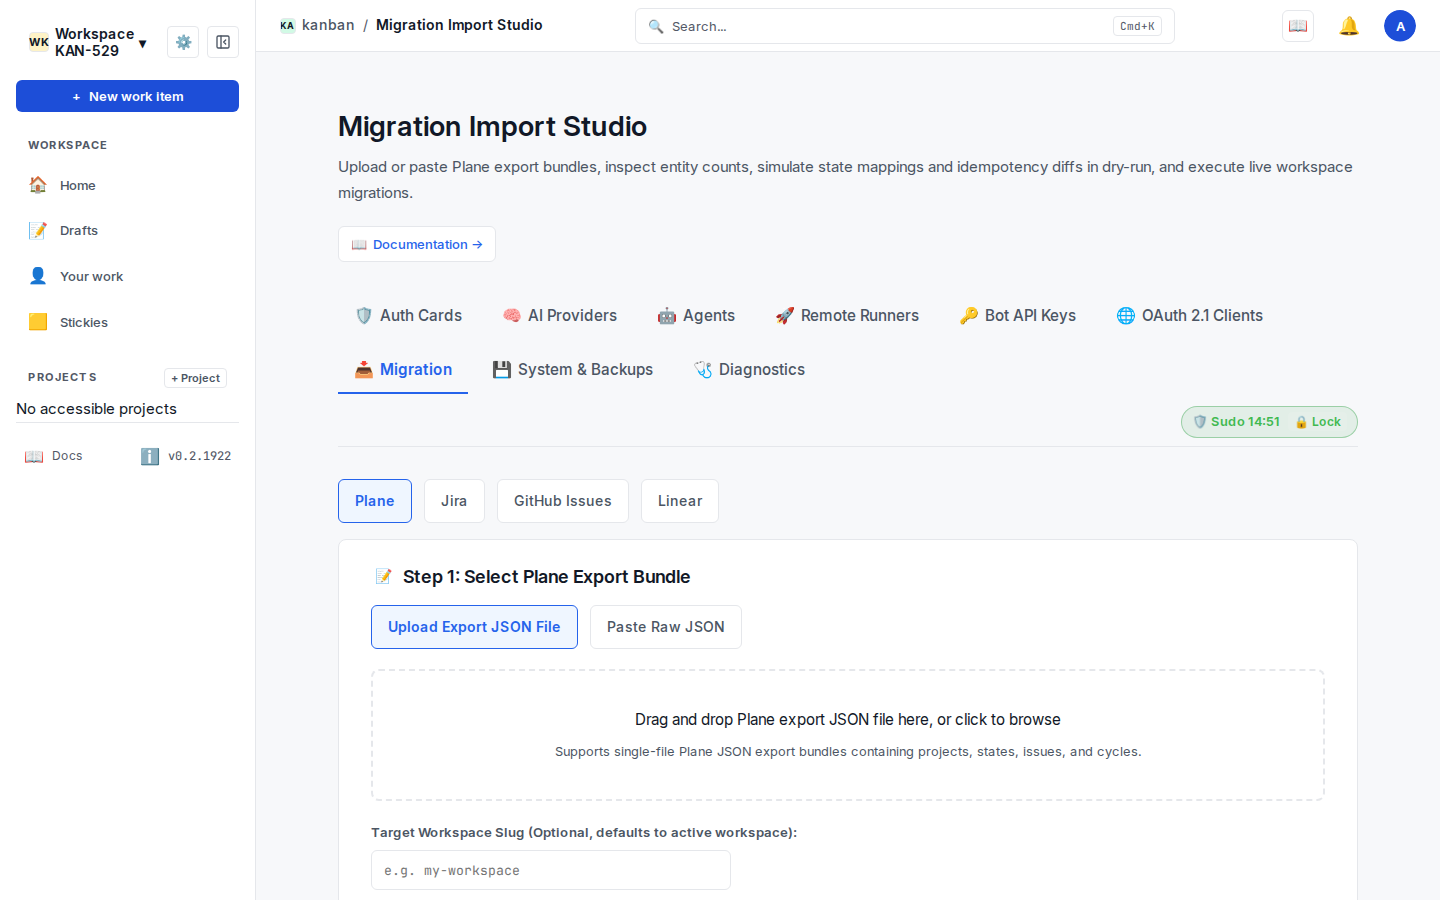 WK Workspace KAN-529 ▾
+ New work item
WORKSPACE
Home
Drafts
Your work
Stickies
PROJECTS
+ Project
No accessible projects
Docs
v0.2.1922
KA kanban / Migration Import Studio
Search...
Cmd+K
A
Migration Import Studio
Upload or paste Plane export bundles, inspect entity counts, simulate state mappings and idempotency diffs in dry-run, and execute live workspace
migrations.
Documentation →
Auth Cards
AI Providers
Agents
Remote Runners
Bot API Keys
OAuth 2.1 Clients
Migration
System & Backups
Diagnostics
Sudo 14:51
Lock
Plane
Jira
GitHub Issues
Linear
Step 1: Select Plane Export Bundle
Upload Export JSON File
Paste Raw JSON
Drag and drop Plane export JSON file here, or click to browse
Supports single-file Plane JSON export bundles containing projects, states, issues, and cycles.
Target Workspace Slug (Optional, defaults to active workspace):
e.g. my-workspace